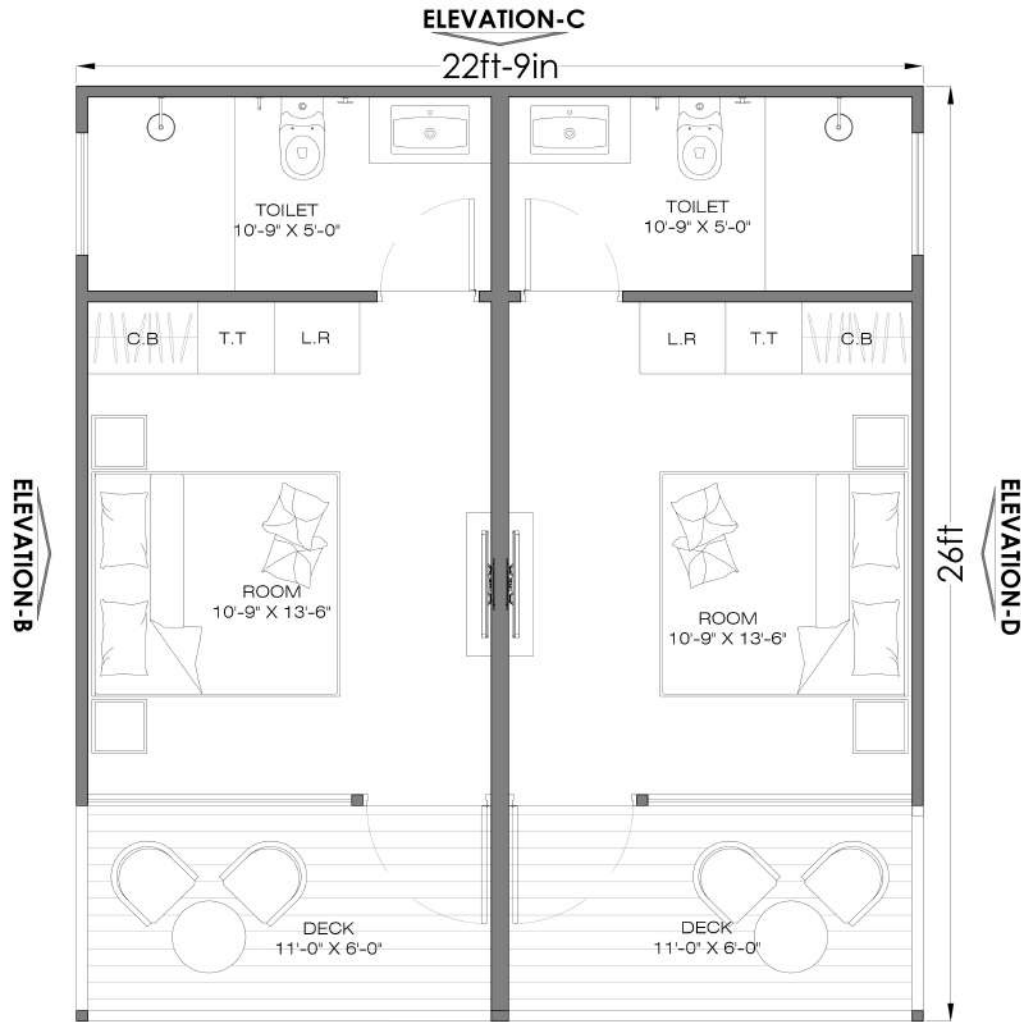 ELEVATION-C
22ft-9in
TOILET
10'-9" X 5'-0"
TOILET
10'-9" X 5'-0"
C.B
T.T
L.R
L.R
T.T
C.B
ELEVATION-B
ROOM
10'-9" X 13'-6"
ROOM
10'-9" X 13'-6"
26ft
ELEVATION-D
DECK
11'-0" X 6'-0"
DECK
11'-0" X 6'-0"